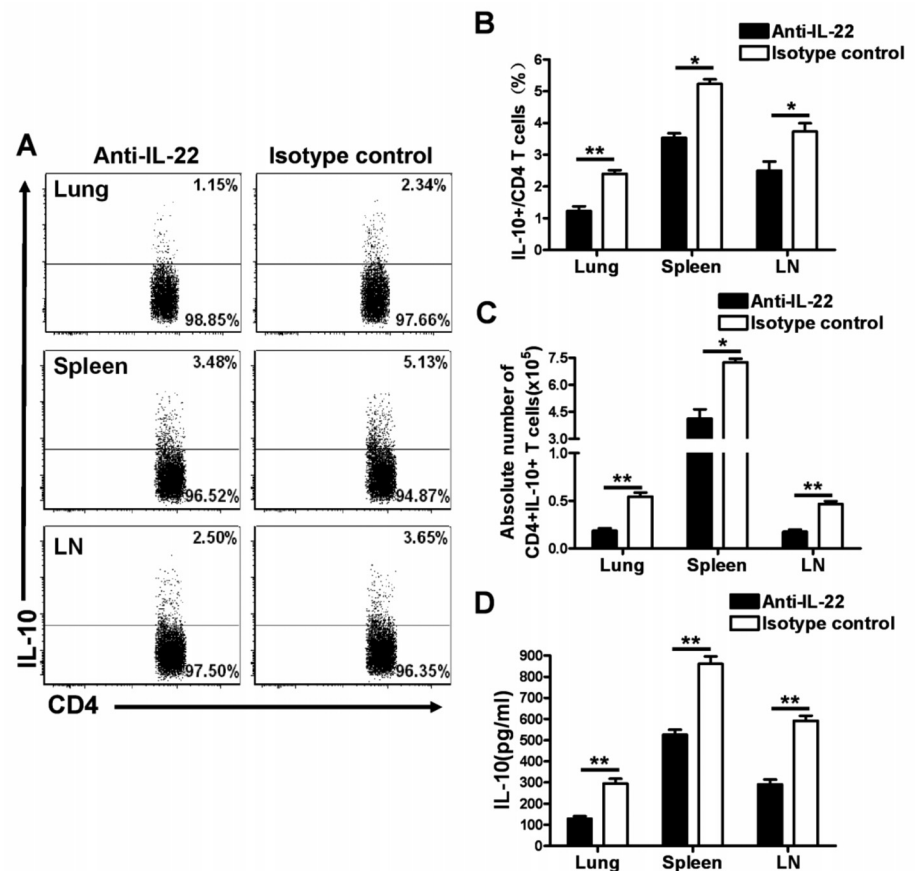 A
Anti-IL-22
Isotype control
Lung
1.15%
2.34%
98.85%
97.66%
Spleen
3.48%
5.13%
96.52%
94.87%
LN
2.50%
3.65%
97.50%
96.35%
IL-10
CD4
B
Anti-IL-22
Isotype control
IL-10+/CD4 T cells (%)
6
5
4
3
2
1
0
*
*
**
Lung
Spleen
LN
C
Anti-IL-22
Isotype control
Absolute number of
CD4+IL-10+ T cells(x10⁵)
7.5
6.0
4.5
3.0
1.0
0.5
0.0
*
**
**
Lung
Spleen
LN
D
Anti-IL-22
Isotype control
IL-10(pg/ml)
900
800
700
600
500
400
300
200
100
0
**
**
**
Lung
Spleen
LN